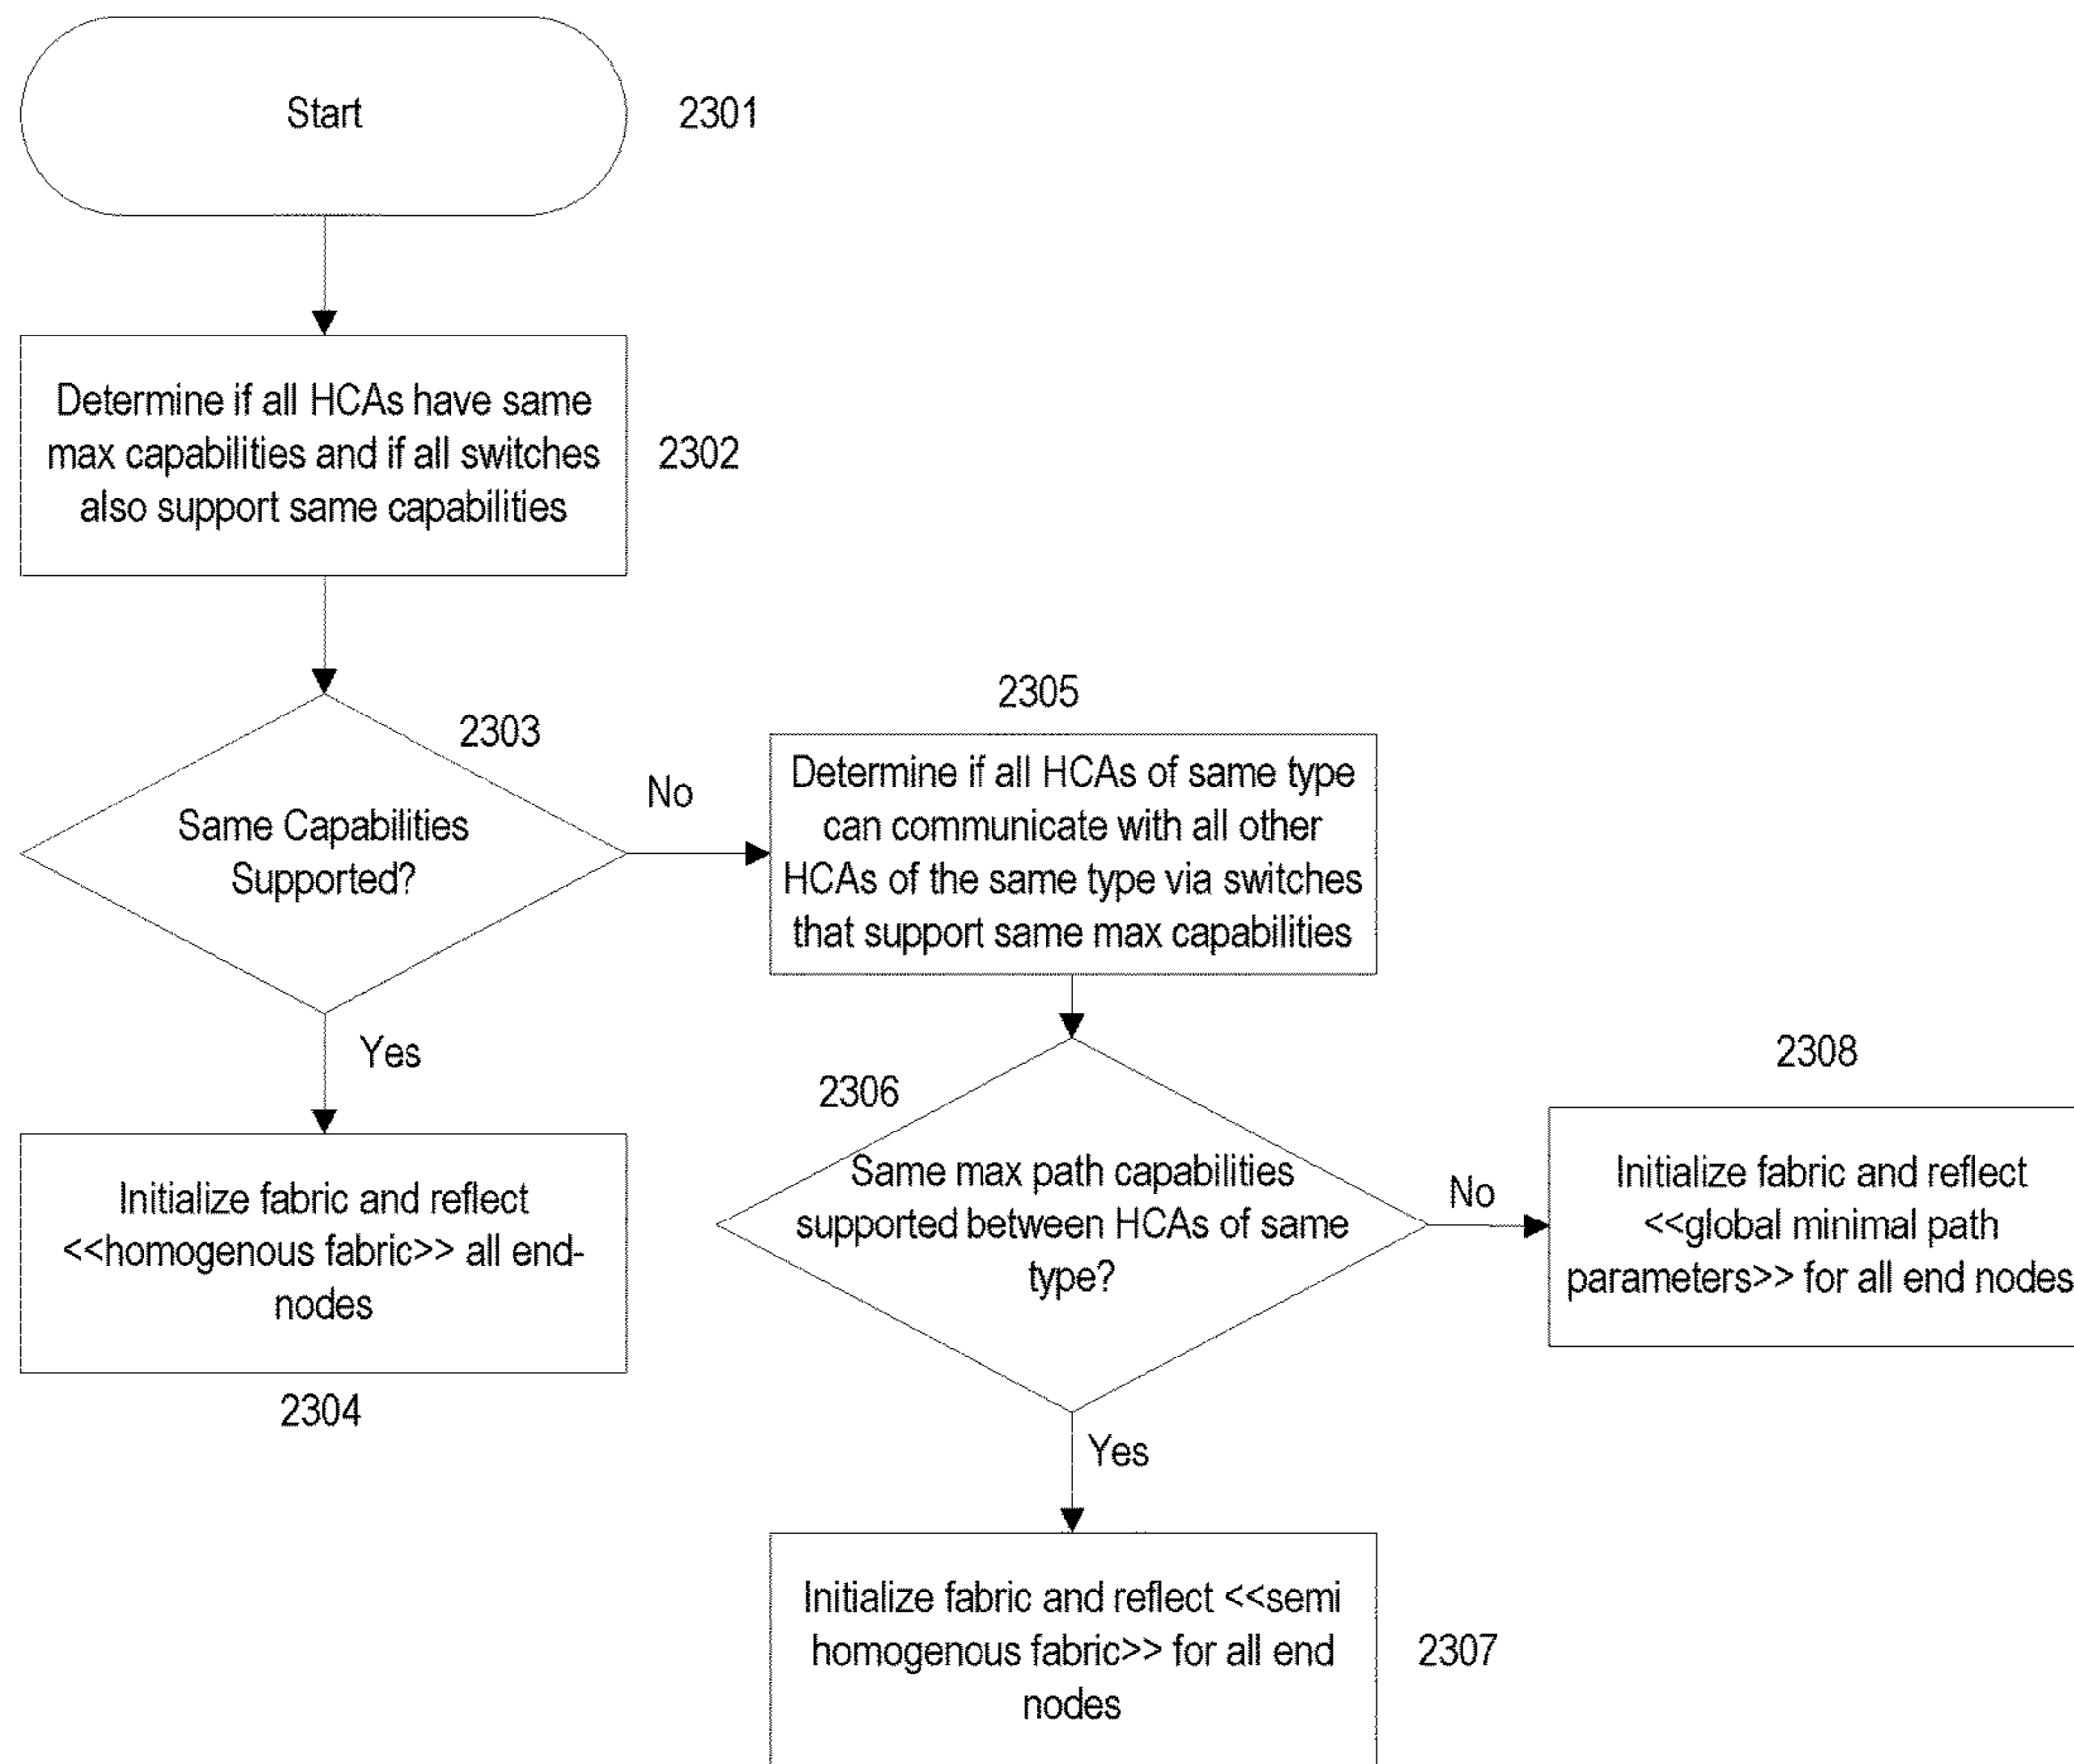 Start
2301
Determine if all HCAs have same
max capabilities and if all switches
also support same capabilities
2302
2303
Same Capabilities
Supported?
No
Yes
2305
Determine if all HCAs of same type
can communicate with all other
HCAs of the same type via switches
that support same max capabilities
Initialize fabric and reflect
<<homogenous fabric>> all end-
nodes
2304
2306
Same max path capabilities
supported between HCAs of same
type?
No
Yes
2308
Initialize fabric and reflect
<<global minimal path
parameters>> for all end nodes
Initialize fabric and reflect <<semi
homogenous fabric>> for all end
nodes
2307